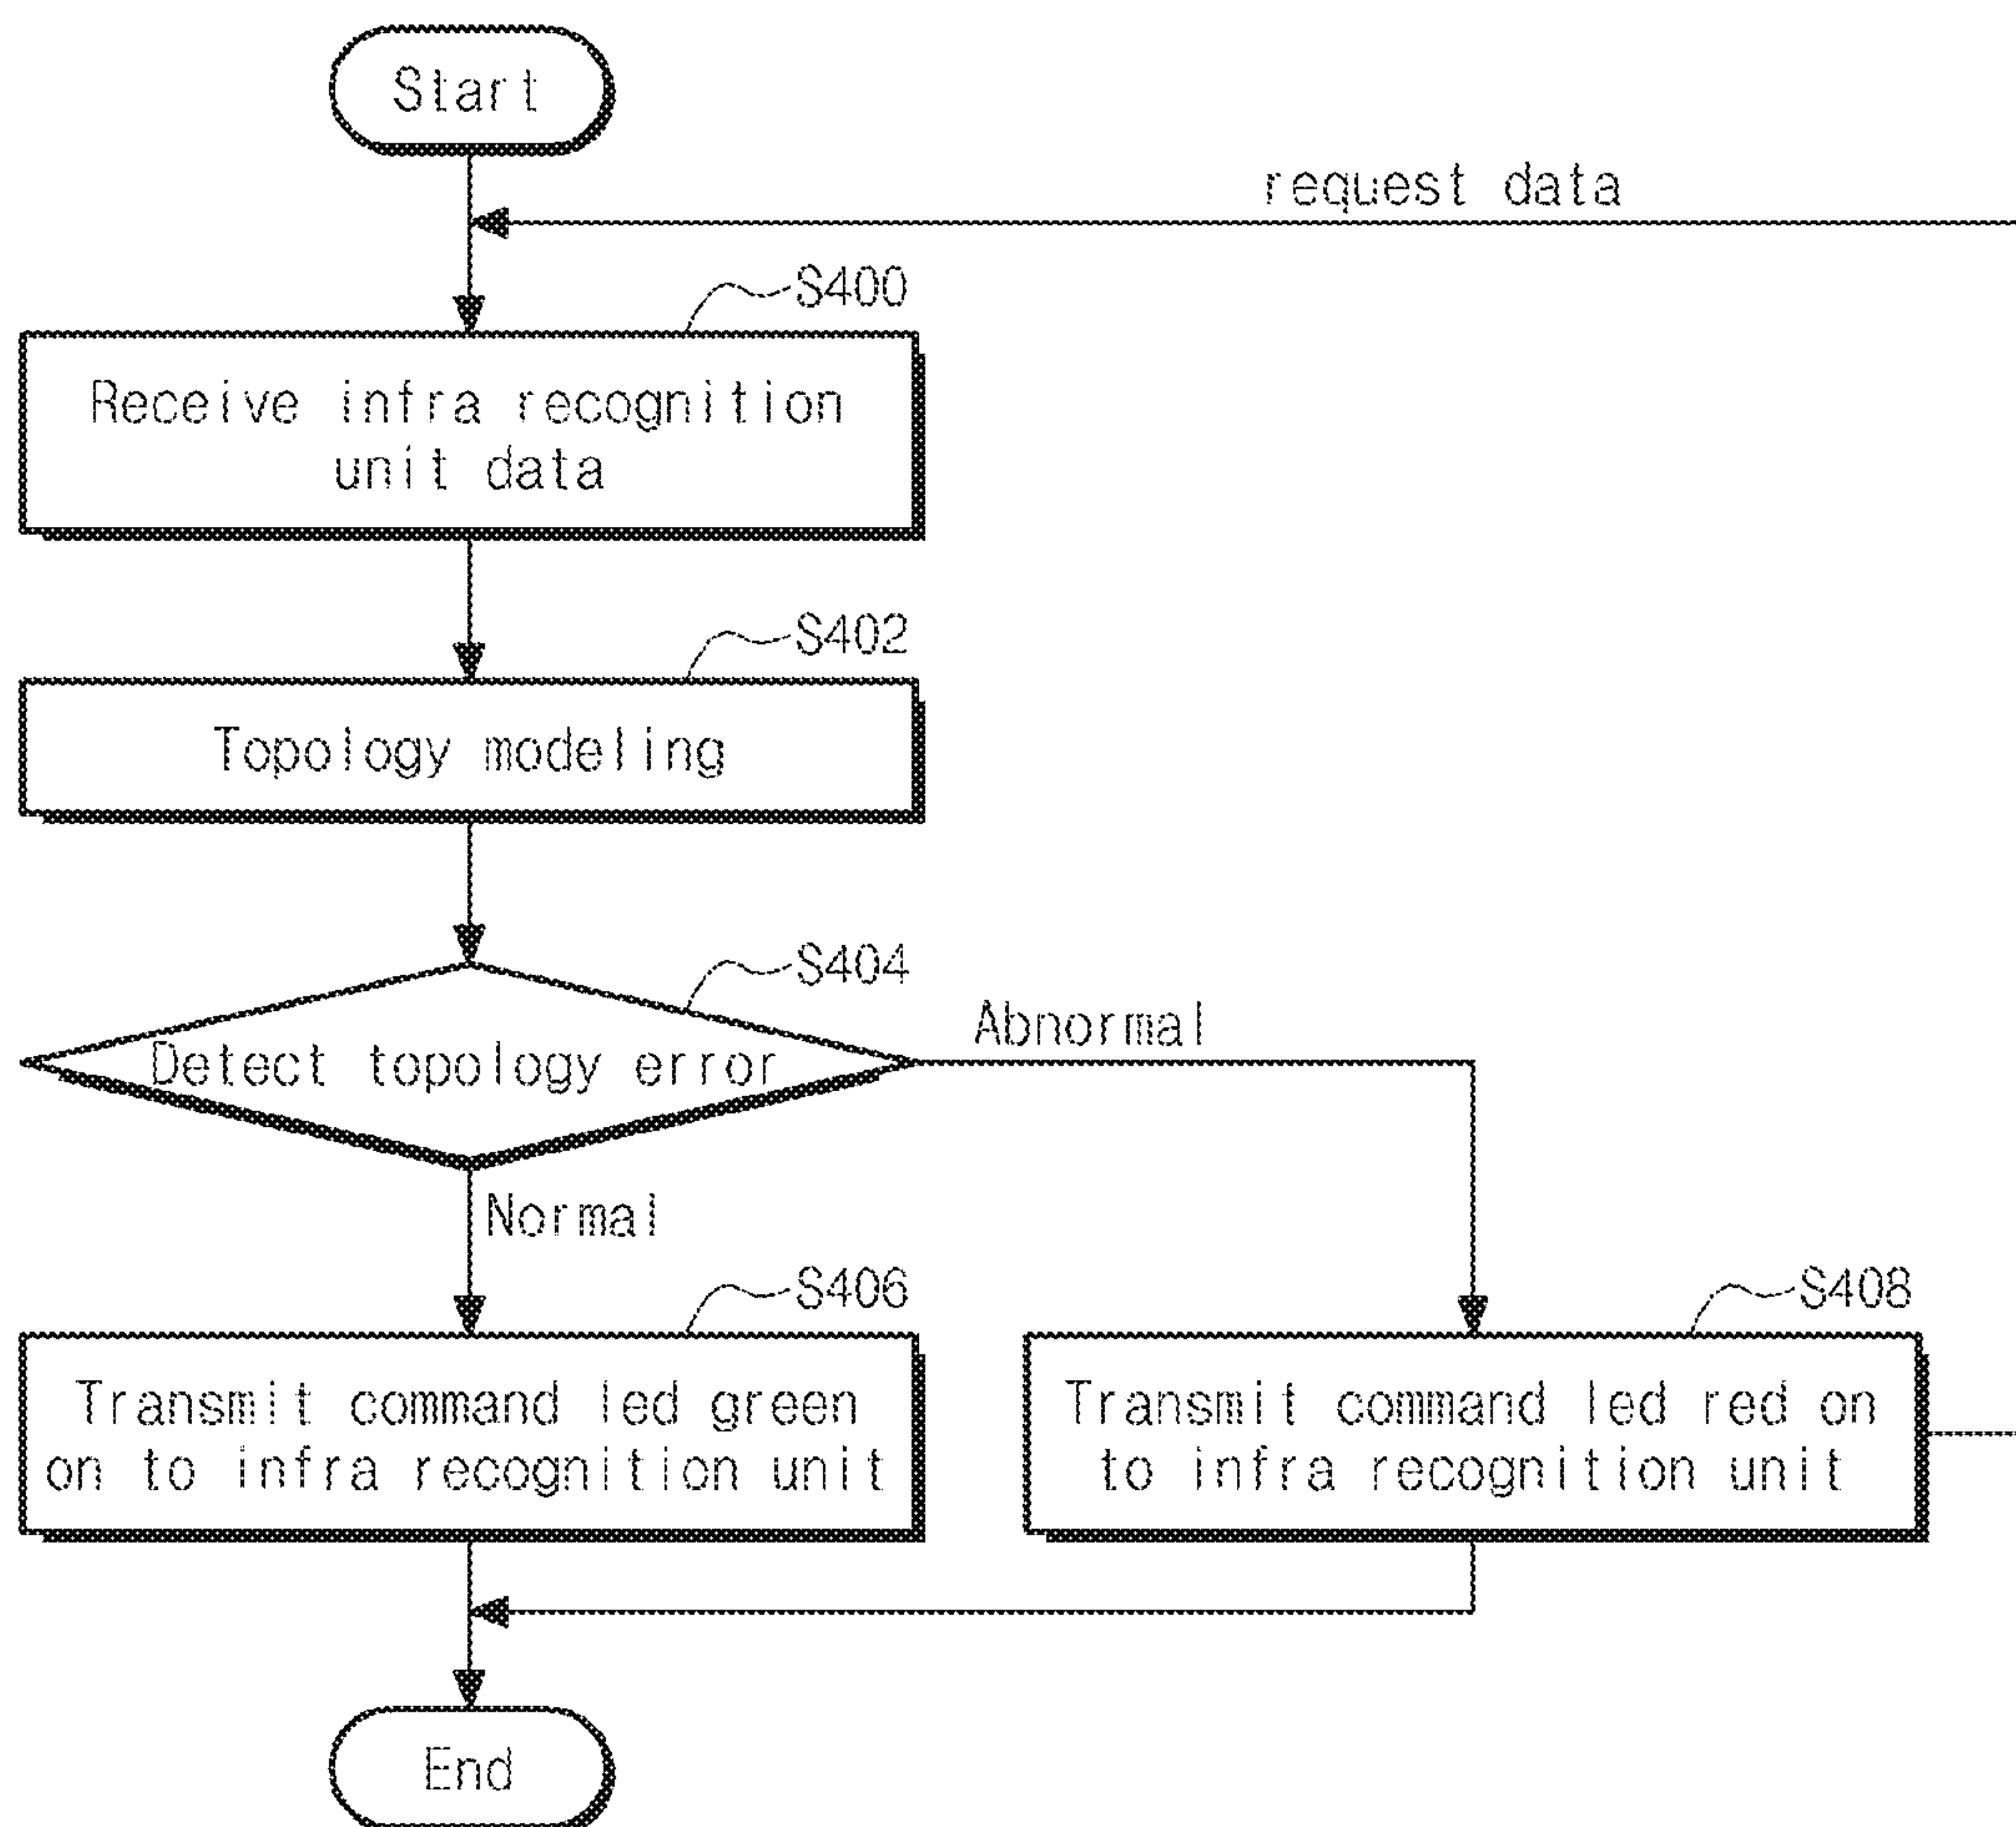 Start
request data
S400
Receive infra recognition
unit data
S402
Topology modeling
S404
Detect topology error
Abnormal
Normal
S406
Transmit command led green
on to infra recognition unit
S408
Transmit command led red on
to infra recognition unit
End